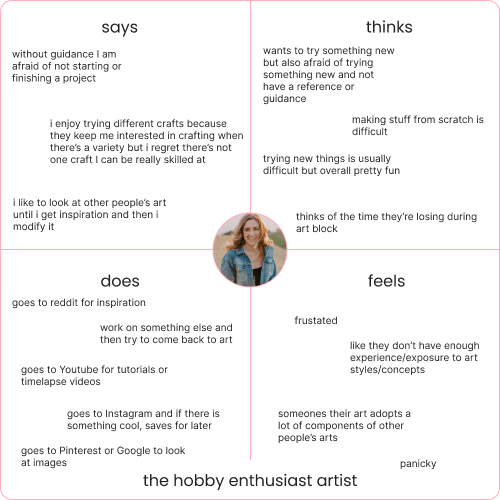 says
without guidance I am
afraid of not starting or
finishing a project
i enjoy trying different crafts because
they keep me interested in crafting when
there's a variety but i regret there's not
one craft I can be really skilled at
i like to look at other people's art
until i get inspiration and then i
modify it
thinks
wants to try something new
but also afraid of trying
something new and not
have a reference or
guidance
making stuff from scratch is
difficult
trying new things is usually
difficult but overall pretty fun
thinks of the time they're losing during
art block
does
goes to reddit for inspiration
work on something else and
then try to come back to art
goes to Youtube for tutorials or
timelapse videos
goes to Instagram and if there is
something cool, saves for later
goes to Pinterest or Google to look
at images
feels
frustated
like they don't have enough
experience/exposure to art
styles/concepts
someones their art adopts a
lot of components of other
people's arts
panicky
the hobby enthusiast artist